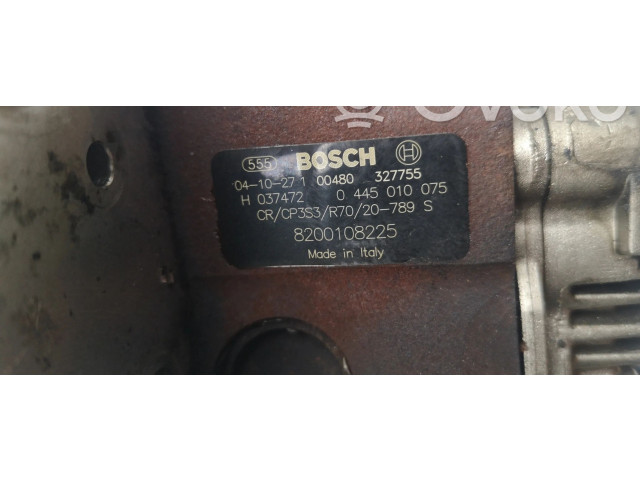 555 BOSCH
04-10-27 1 00480 327755
H 037472 0 445 010 075
CR/CP3S3/R70/20-789 S
8200108225
Made in Italy